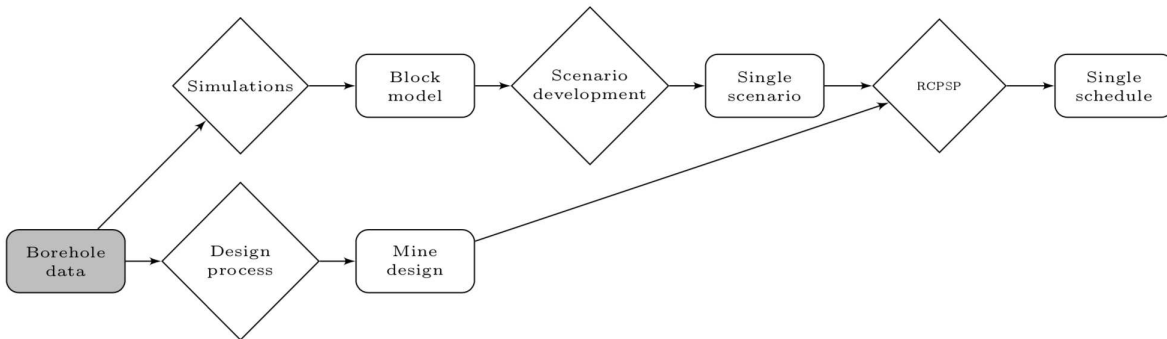 Simulations
Block
model
Scenario
development
Single
scenario
RCPSP
Single
schedule
Borehole
data
Design
process
Mine
design